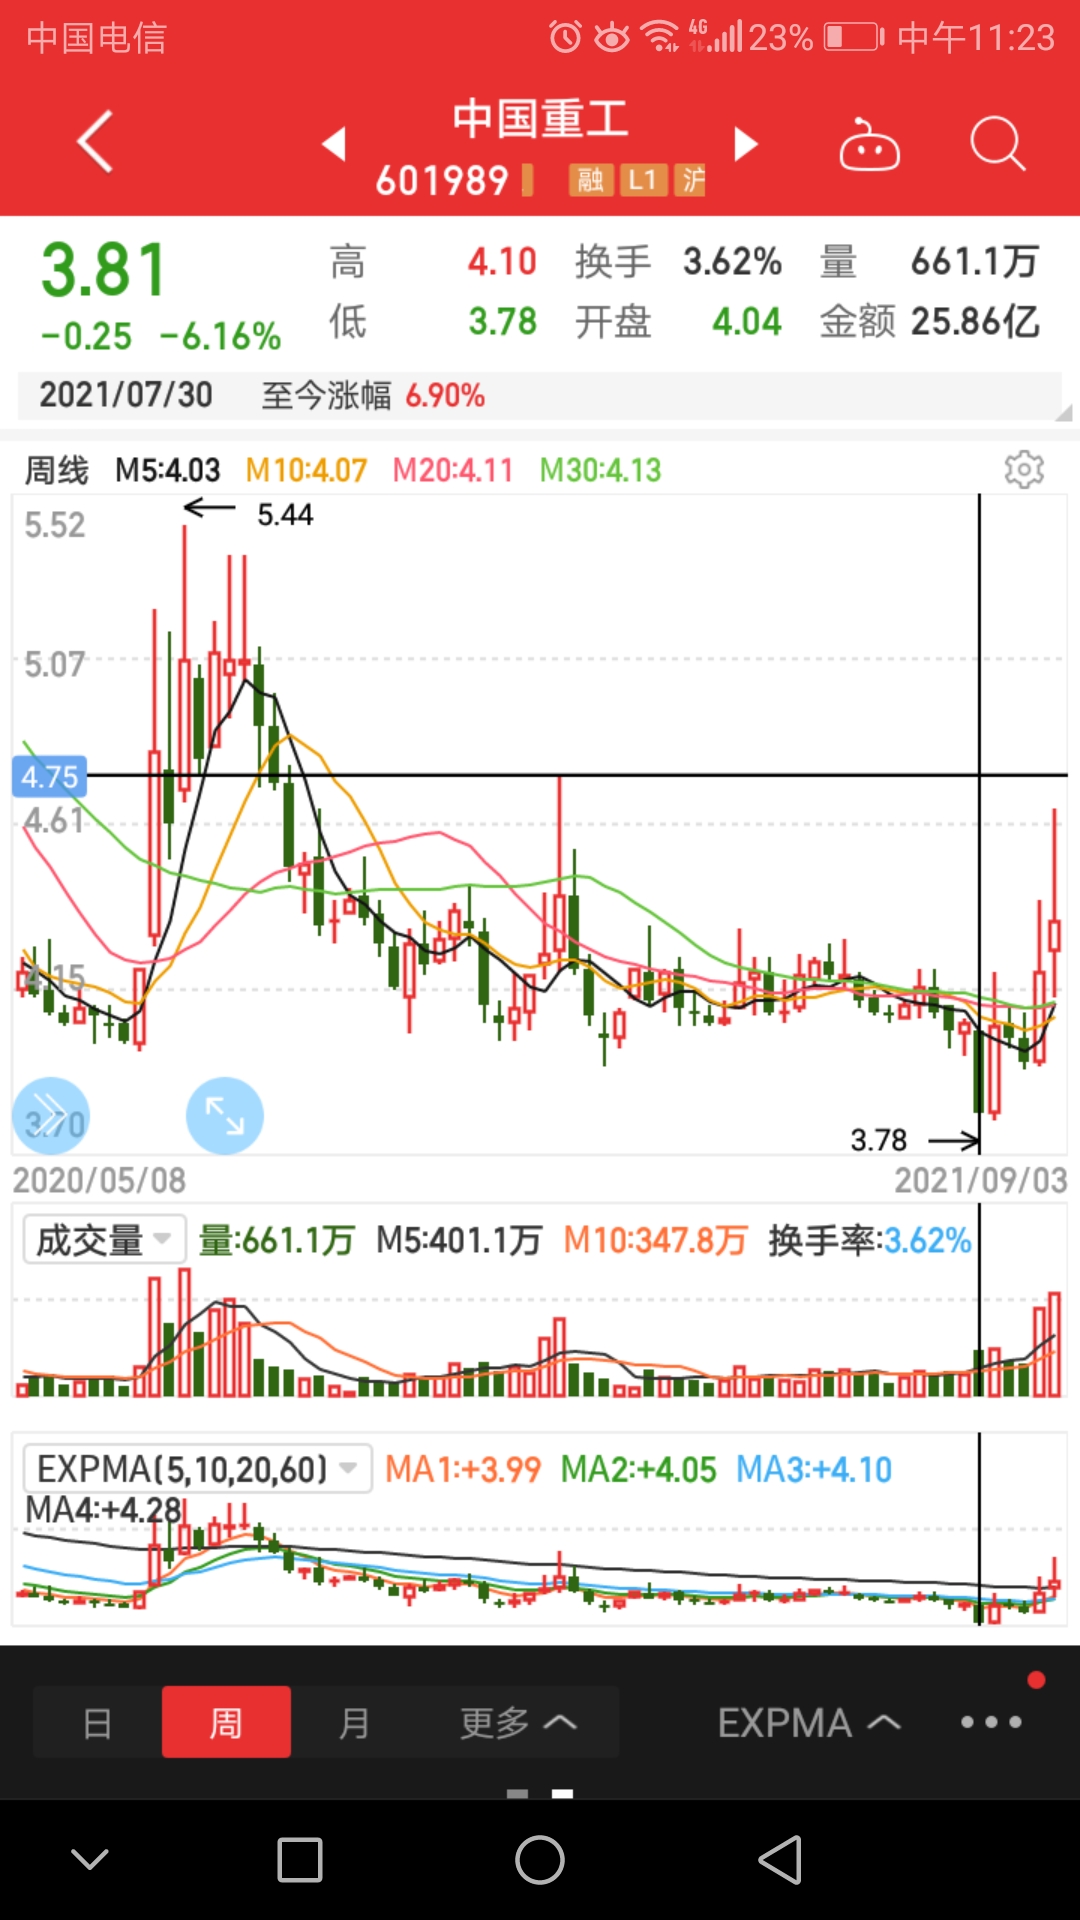 中国电信 4G 23% 中午11:23
中国重工
601989 融 L1 沪
3.81 高 4.10 换手 3.62% 量 661.1万
-0.25 -6.16% 低 3.78 开盘 4.04 金额 25.86亿
2021/07/30 至今涨幅 6.90%
周线 M5:4.03 M10:4.07 M20:4.11 M30:4.13
5.52 5.44
5.07
4.75
4.61
4.15
3.70 3.78
2020/05/08 2021/09/03
成交量 量:661.1万 M5:401.1万 M10:347.8万 换手率:3.62%
EXPMA(5,10,20,60) MA1:+3.99 MA2:+4.05 MA3:+4.10
MA4:+4.28
日 周 月 更多 EXPMA